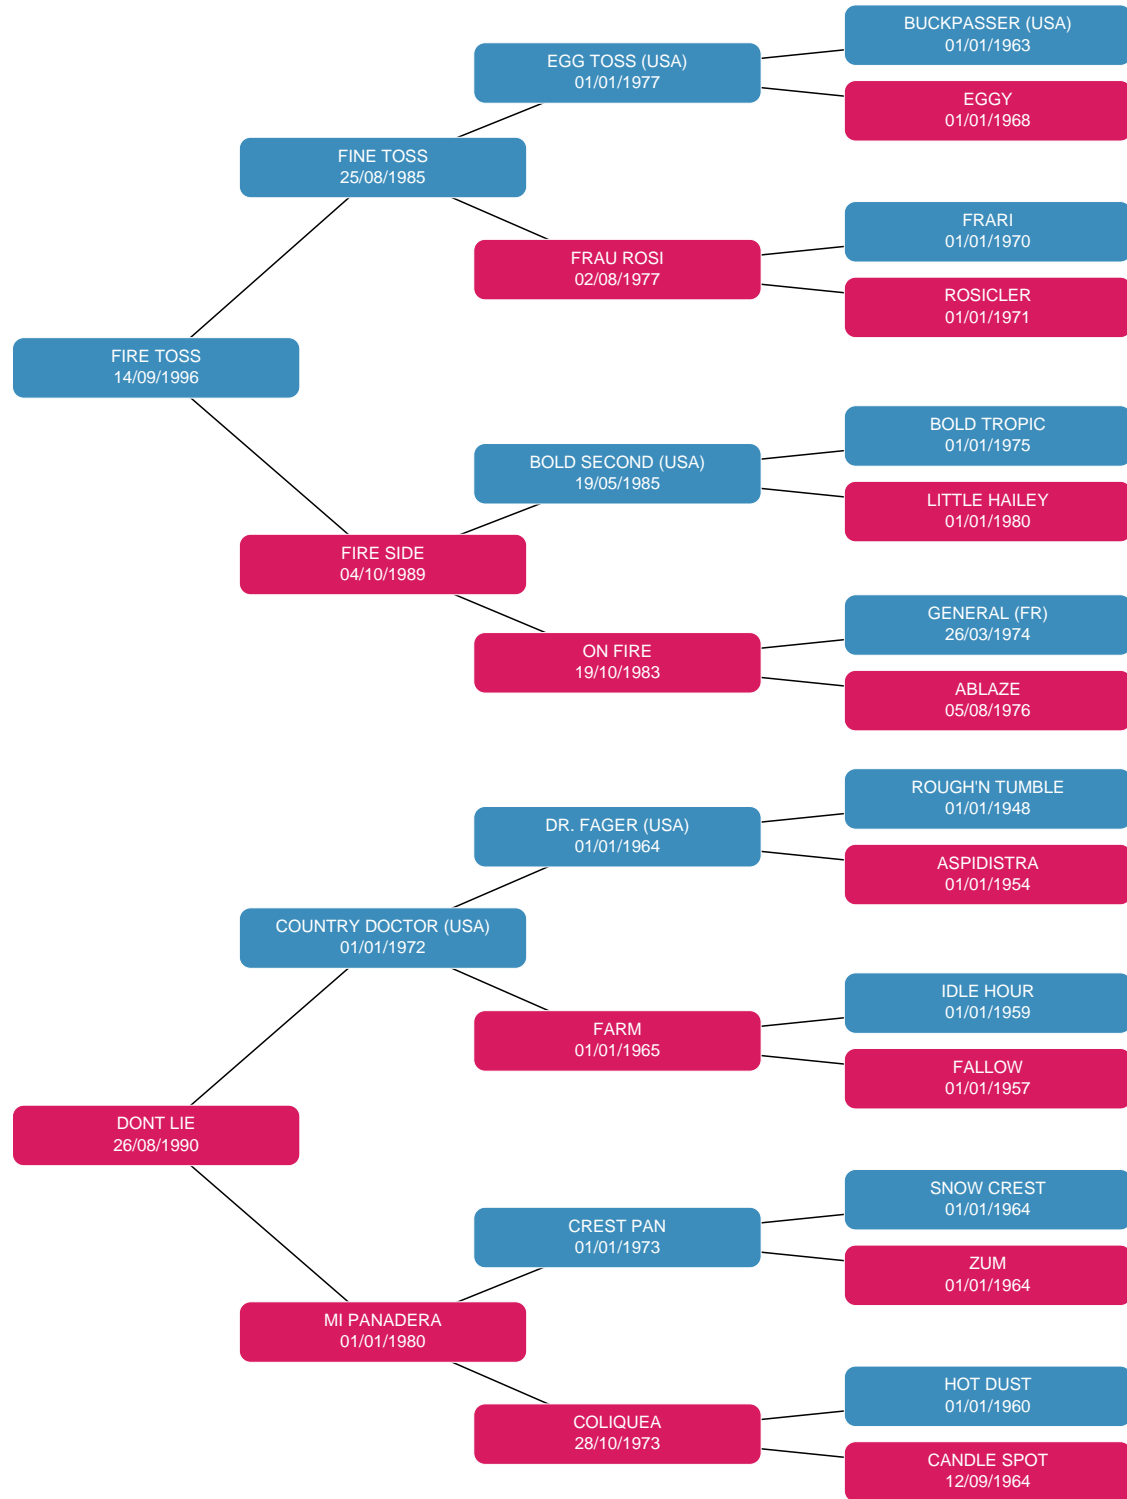 BUCKPASSER (USA)
01/01/1963
EGG TOSS (USA)
01/01/1977
EGGY
01/01/1968
FINE TOSS
25/08/1985
FRARI
01/01/1970
FRAU ROSI
02/08/1977
ROSICLER
01/01/1971
FIRE TOSS
14/09/1996
BOLD TROPIC
01/01/1975
BOLD SECOND (USA)
19/05/1985
LITTLE HAILEY
01/01/1980
FIRE SIDE
04/10/1989
GENERAL (FR)
26/03/1974
ON FIRE
19/10/1983
ABLAZE
05/08/1976
ROUGH'N TUMBLE
01/01/1948
DR. FAGER (USA)
01/01/1964
ASPIDISTRA
01/01/1954
COUNTRY DOCTOR (USA)
01/01/1972
IDLE HOUR
01/01/1959
FARM
01/01/1965
FALLOW
01/01/1957
DONT LIE
26/08/1990
SNOW CREST
01/01/1964
CREST PAN
01/01/1973
ZUM
01/01/1964
MI PANADERA
01/01/1980
HOT DUST
01/01/1960
COLIQUEA
28/10/1973
CANDLE SPOT
12/09/1964